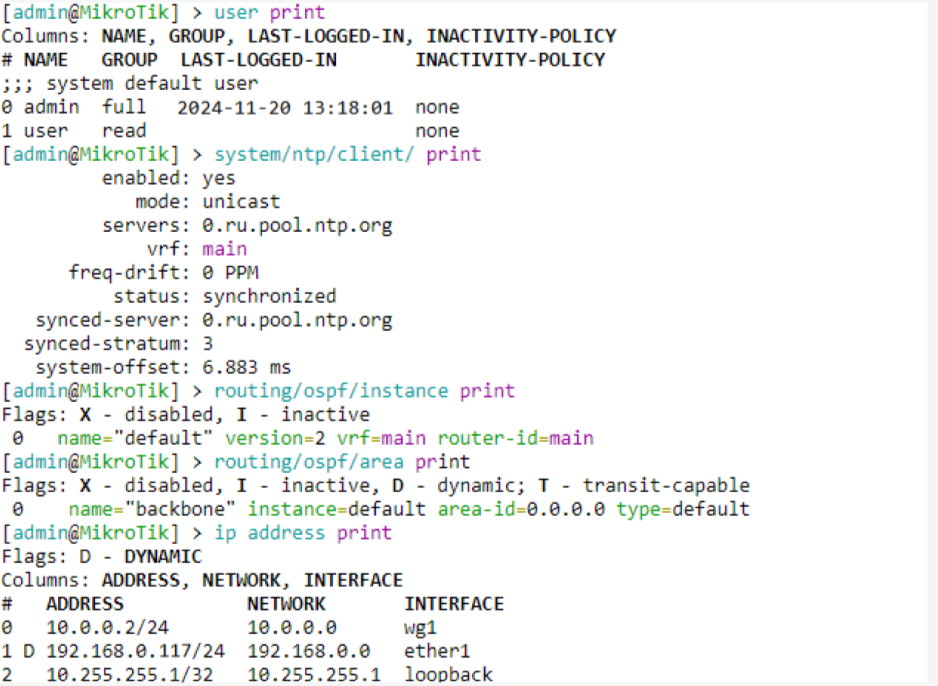 [admin@MikroTik] > user print
Columns: NAME, GROUP, LAST-LOGGED-IN, INACTIVITY-POLICY
# NAME   GROUP  LAST-LOGGED-IN       INACTIVITY-POLICY
;;; system default user
0 admin  full   2024-11-20 13:18:01  none
1 user   read                        none
[admin@MikroTik] > system/ntp/client/ print
         enabled: yes
            mode: unicast
         servers: 0.ru.pool.ntp.org
             vrf: main
      freq-drift: 0 PPM
          status: synchronized
   synced-server: 0.ru.pool.ntp.org
  synced-stratum: 3
   system-offset: 6.883 ms
[admin@MikroTik] > routing/ospf/instance print
Flags: X - disabled, I - inactive
 0   name="default" version=2 vrf=main router-id=main
[admin@MikroTik] > routing/ospf/area print
Flags: X - disabled, I - inactive, D - dynamic; T - transit-capable
 0    name="backbone" instance=default area-id=0.0.0.0 type=default
[admin@MikroTik] > ip address print
Flags: D - DYNAMIC
Columns: ADDRESS, NETWORK, INTERFACE
#   ADDRESS           NETWORK       INTERFACE
0   10.0.0.2/24       10.0.0.0      wg1
1 D 192.168.0.117/24  192.168.0.0   ether1
2   10.255.255.1/32   10.255.255.1  loopback